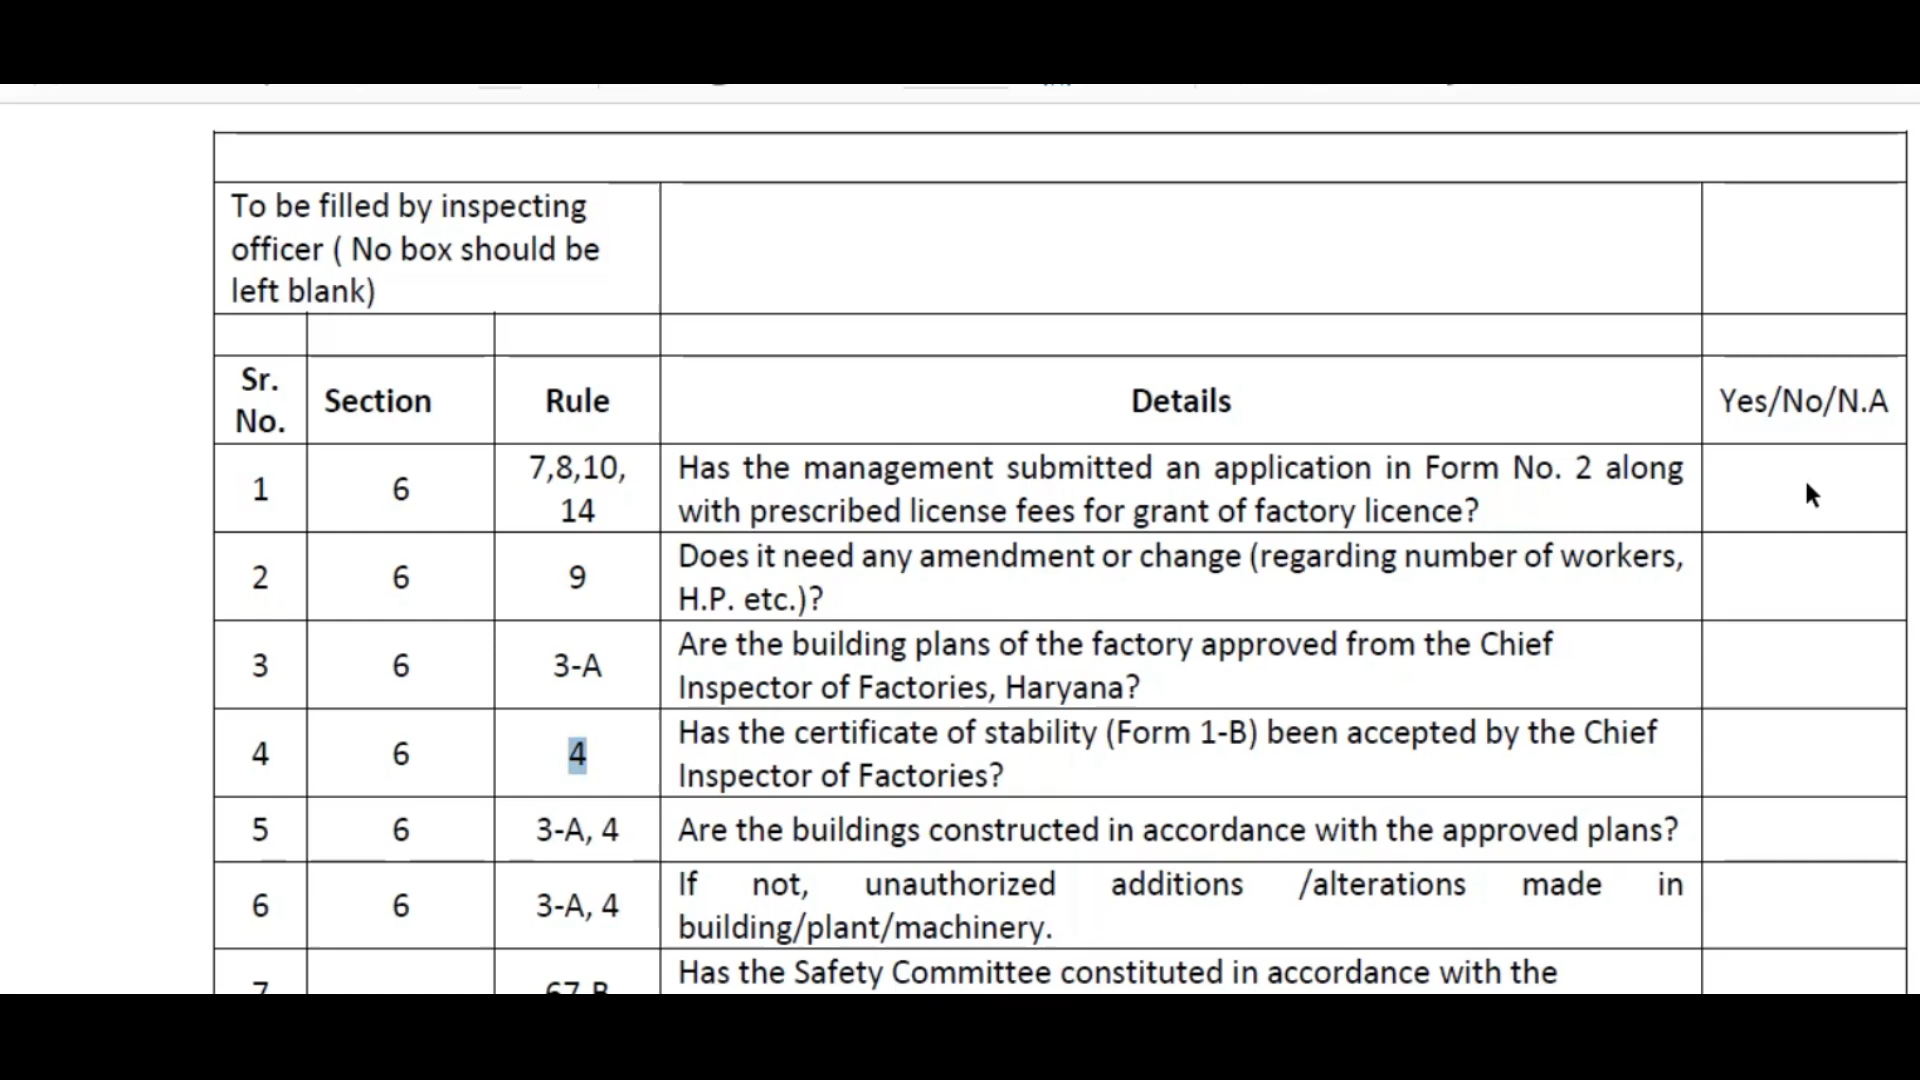 To be filled by inspecting
officer ( No box should be
left blank)
Sr. No. Section Rule Details Yes/No/N.A
1 6 7,8,10, 14 Has the management submitted an application in Form No. 2 along
with prescribed license fees for grant of factory licence?
2 6 9 Does it need any amendment or change (regarding number of workers,
H.P. etc.)?
3 6 3-A Are the building plans of the factory approved from the Chief
Inspector of Factories, Haryana?
4 6 4 Has the certificate of stability (Form 1-B) been accepted by the Chief
Inspector of Factories?
5 6 3-A, 4 Are the buildings constructed in accordance with the approved plans?
6 6 3-A, 4 If not, unauthorized additions /alterations made in
building/plant/machinery.
7 67-B Has the Safety Committee constituted in accordance with the